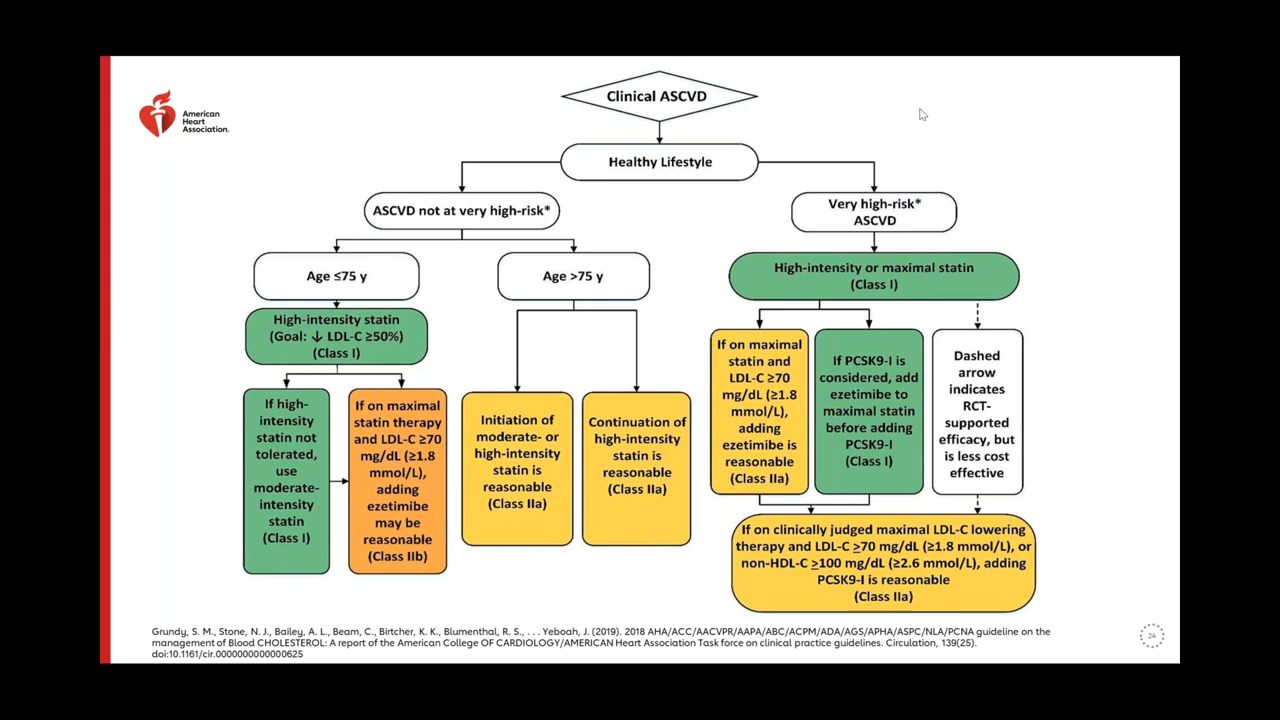 American
Heart
Association.
Clinical ASCVD
Healthy Lifestyle
ASCVD not at very high-risk*
Very high-risk*
ASCVD
Age ≤75 y
Age >75 y
High-intensity or maximal statin
(Class I)
High-intensity statin
(Goal: ↓ LDL-C ≥50%)
(Class I)
If high-
intensity
statin not
tolerated,
use
moderate-
intensity
statin
(Class I)
If on maximal
statin therapy
and LDL-C ≥70
mg/dL (≥1.8
mmol/L),
adding
ezetimibe
may be
reasonable
(Class IIb)
Initiation of
moderate- or
high-intensity
statin is
reasonable
(Class IIa)
Continuation of
high-intensity
statin is
reasonable
(Class IIa)
If on maximal
statin and
LDL-C ≥70
mg/dL (≥1.8
mmol/L),
adding
ezetimibe is
reasonable
(Class IIa)
If PCSK9-I is
considered, add
ezetimibe to
maximal statin
before adding
PCSK9-I
(Class I)
Dashed
arrow
indicates
RCT-
supported
efficacy, but
is less cost
effective
If on clinically judged maximal LDL-C lowering
therapy and LDL-C ≥70 mg/dL (≥1.8 mmol/L), or
non-HDL-C ≥100 mg/dL (≥2.6 mmol/L), adding
PCSK9-I is reasonable
(Class IIa)
Grundy, S. M., Stone, N. J., Bailey, A. L., Beam, C., Birtcher, K. K., Blumenthal, R. S., . . . Yeboah, J. (2019). 2018 AHA/ACC/AACVPR/AAPA/ABC/ACPM/ADA/AGS/APHA/ASPC/NLA/PCNA guideline on the
management of Blood CHOLESTEROL: A report of the American College OF CARDIOLOGY/AMERICAN Heart Association Task force on clinical practice guidelines. Circulation, 139(25).
doi:10.1161/cir.0000000000000625
24